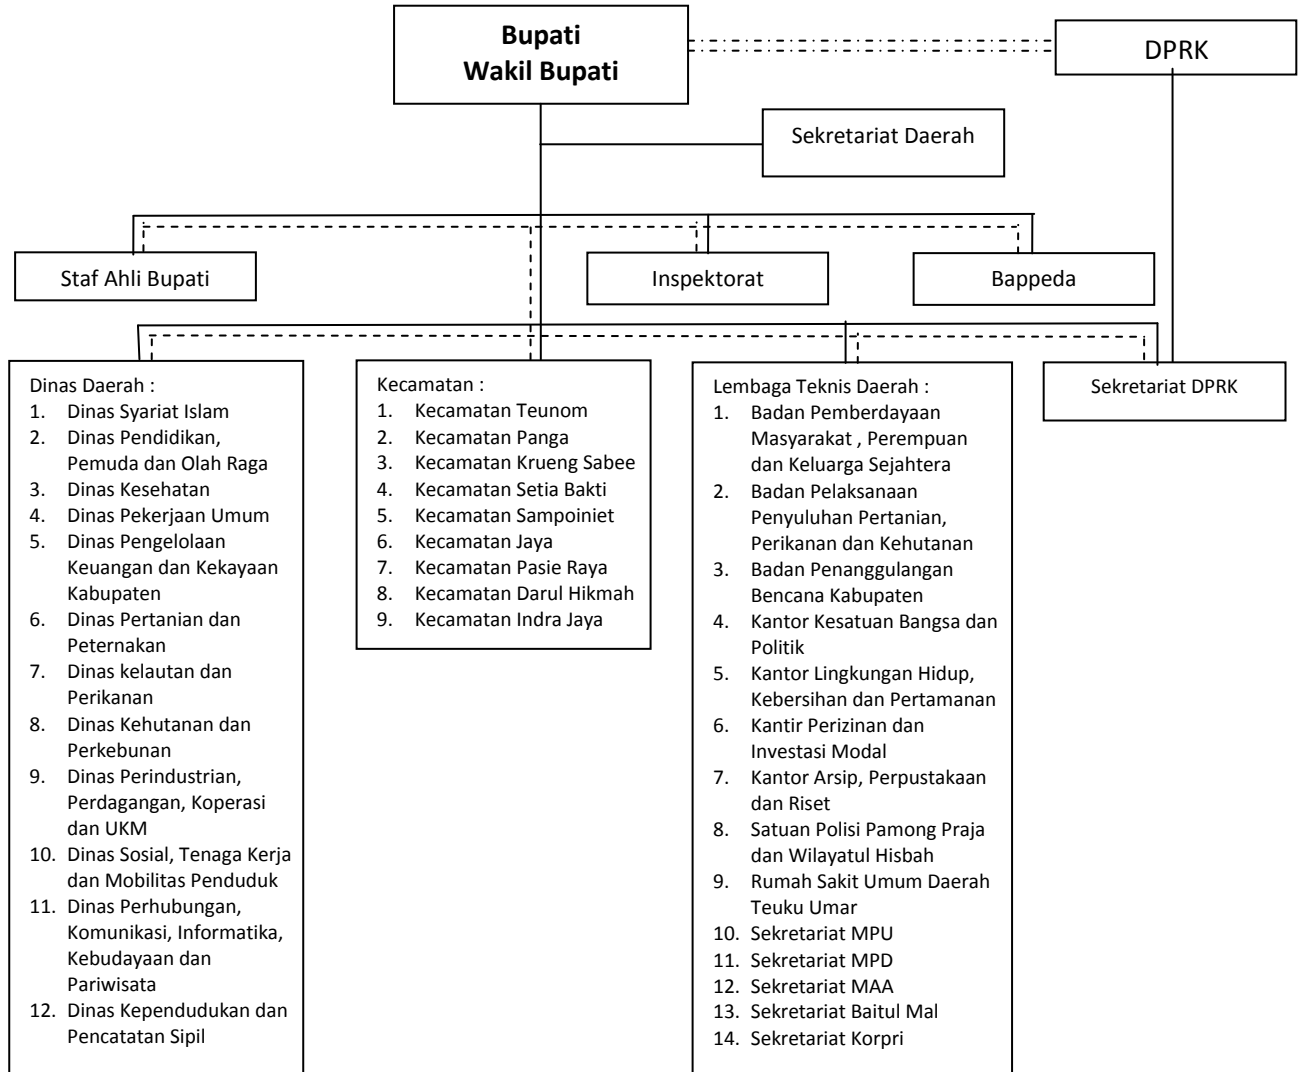 Bupati
Wakil Bupati
DPRK
Sekretariat Daerah
Staf Ahli Bupati
Inspektorat
Bappeda
Dinas Daerah :
1. Dinas Syariat Islam
2. Dinas Pendidikan,
Pemuda dan Olah Raga
3. Dinas Kesehatan
4. Dinas Pekerjaan Umum
5. Dinas Pengelolaan
Keuangan dan Kekayaan
Kabupaten
6. Dinas Pertanian dan
Peternakan
7. Dinas kelautan dan
Perikanan
8. Dinas Kehutanan dan
Perkebunan
9. Dinas Perindustrian,
Perdagangan, Koperasi
dan UKM
10. Dinas Sosial, Tenaga Kerja
dan Mobilitas Penduduk
11. Dinas Perhubungan,
Komunikasi, Informatika,
Kebudayaan dan
Pariwisata
12. Dinas Kependudukan dan
Pencatatan Sipil
Kecamatan :
1. Kecamatan Teunom
2. Kecamatan Panga
3. Kecamatan Krueng Sabee
4. Kecamatan Setia Bakti
5. Kecamatan Sampoiniet
6. Kecamatan Jaya
7. Kecamatan Pasie Raya
8. Kecamatan Darul Hikmah
9. Kecamatan Indra Jaya
Lembaga Teknis Daerah :
1. Badan Pemberdayaan
Masyarakat , Perempuan
dan Keluarga Sejahtera
2. Badan Pelaksanaan
Penyuluhan Pertanian,
Perikanan dan Kehutanan
3. Badan Penanggulangan
Bencana Kabupaten
4. Kantor Kesatuan Bangsa dan
Politik
5. Kantor Lingkungan Hidup,
Kebersihan dan Pertamanan
6. Kantir Perizinan dan
Investasi Modal
7. Kantor Arsip, Perpustakaan
dan Riset
8. Satuan Polisi Pamong Praja
dan Wilayatul Hisbah
9. Rumah Sakit Umum Daerah
Teuku Umar
10. Sekretariat MPU
11. Sekretariat MPD
12. Sekretariat MAA
13. Sekretariat Baitul Mal
14. Sekretariat Korpri
Sekretariat DPRK